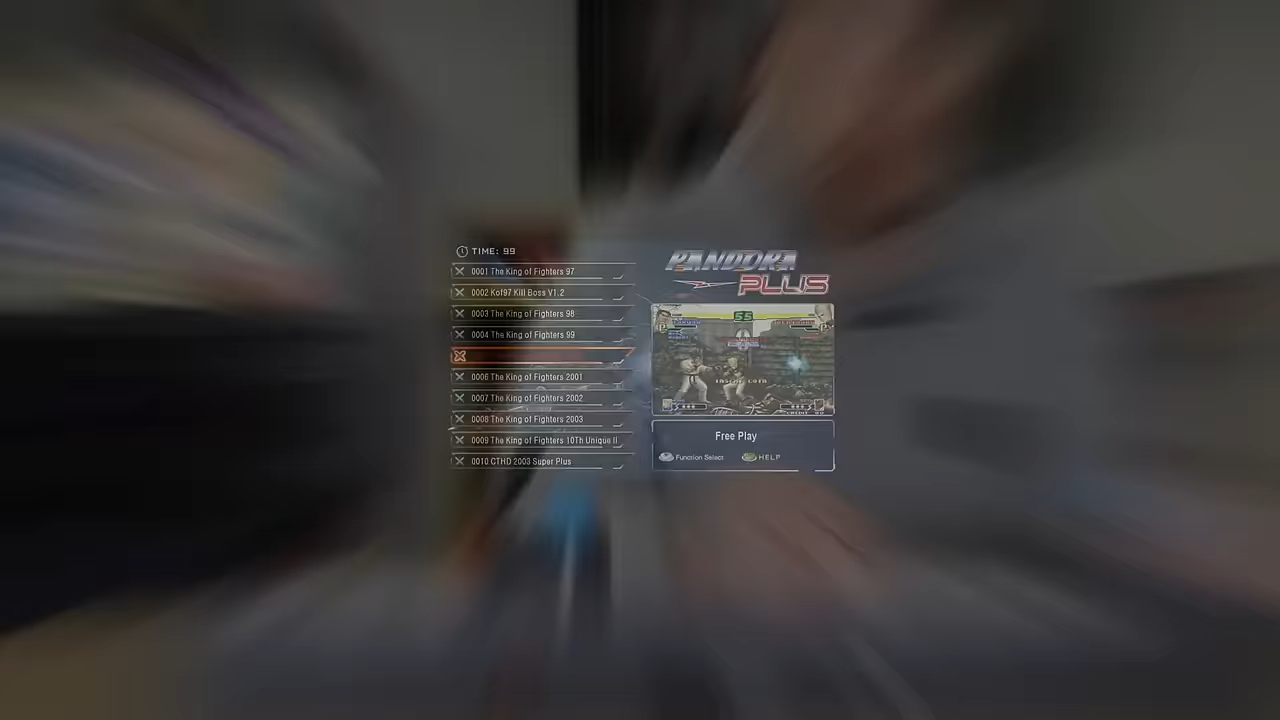 TIME: 99
0001 The King of Fighters 97
0002 Kof97 Kill Boss V1.2
0003 The King of Fighters 98
0004 The King of Fighters 99
0006 The King of Fighters 2001
0007 The King of Fighters 2002
0008 The King of Fighters 2003
0009 The King of Fighters 10Th Unique II
0010 CTHD 2003 Super Plus
PANDORA
PLUS
55
INSERT COIN
Free Play
Function Select
HELP